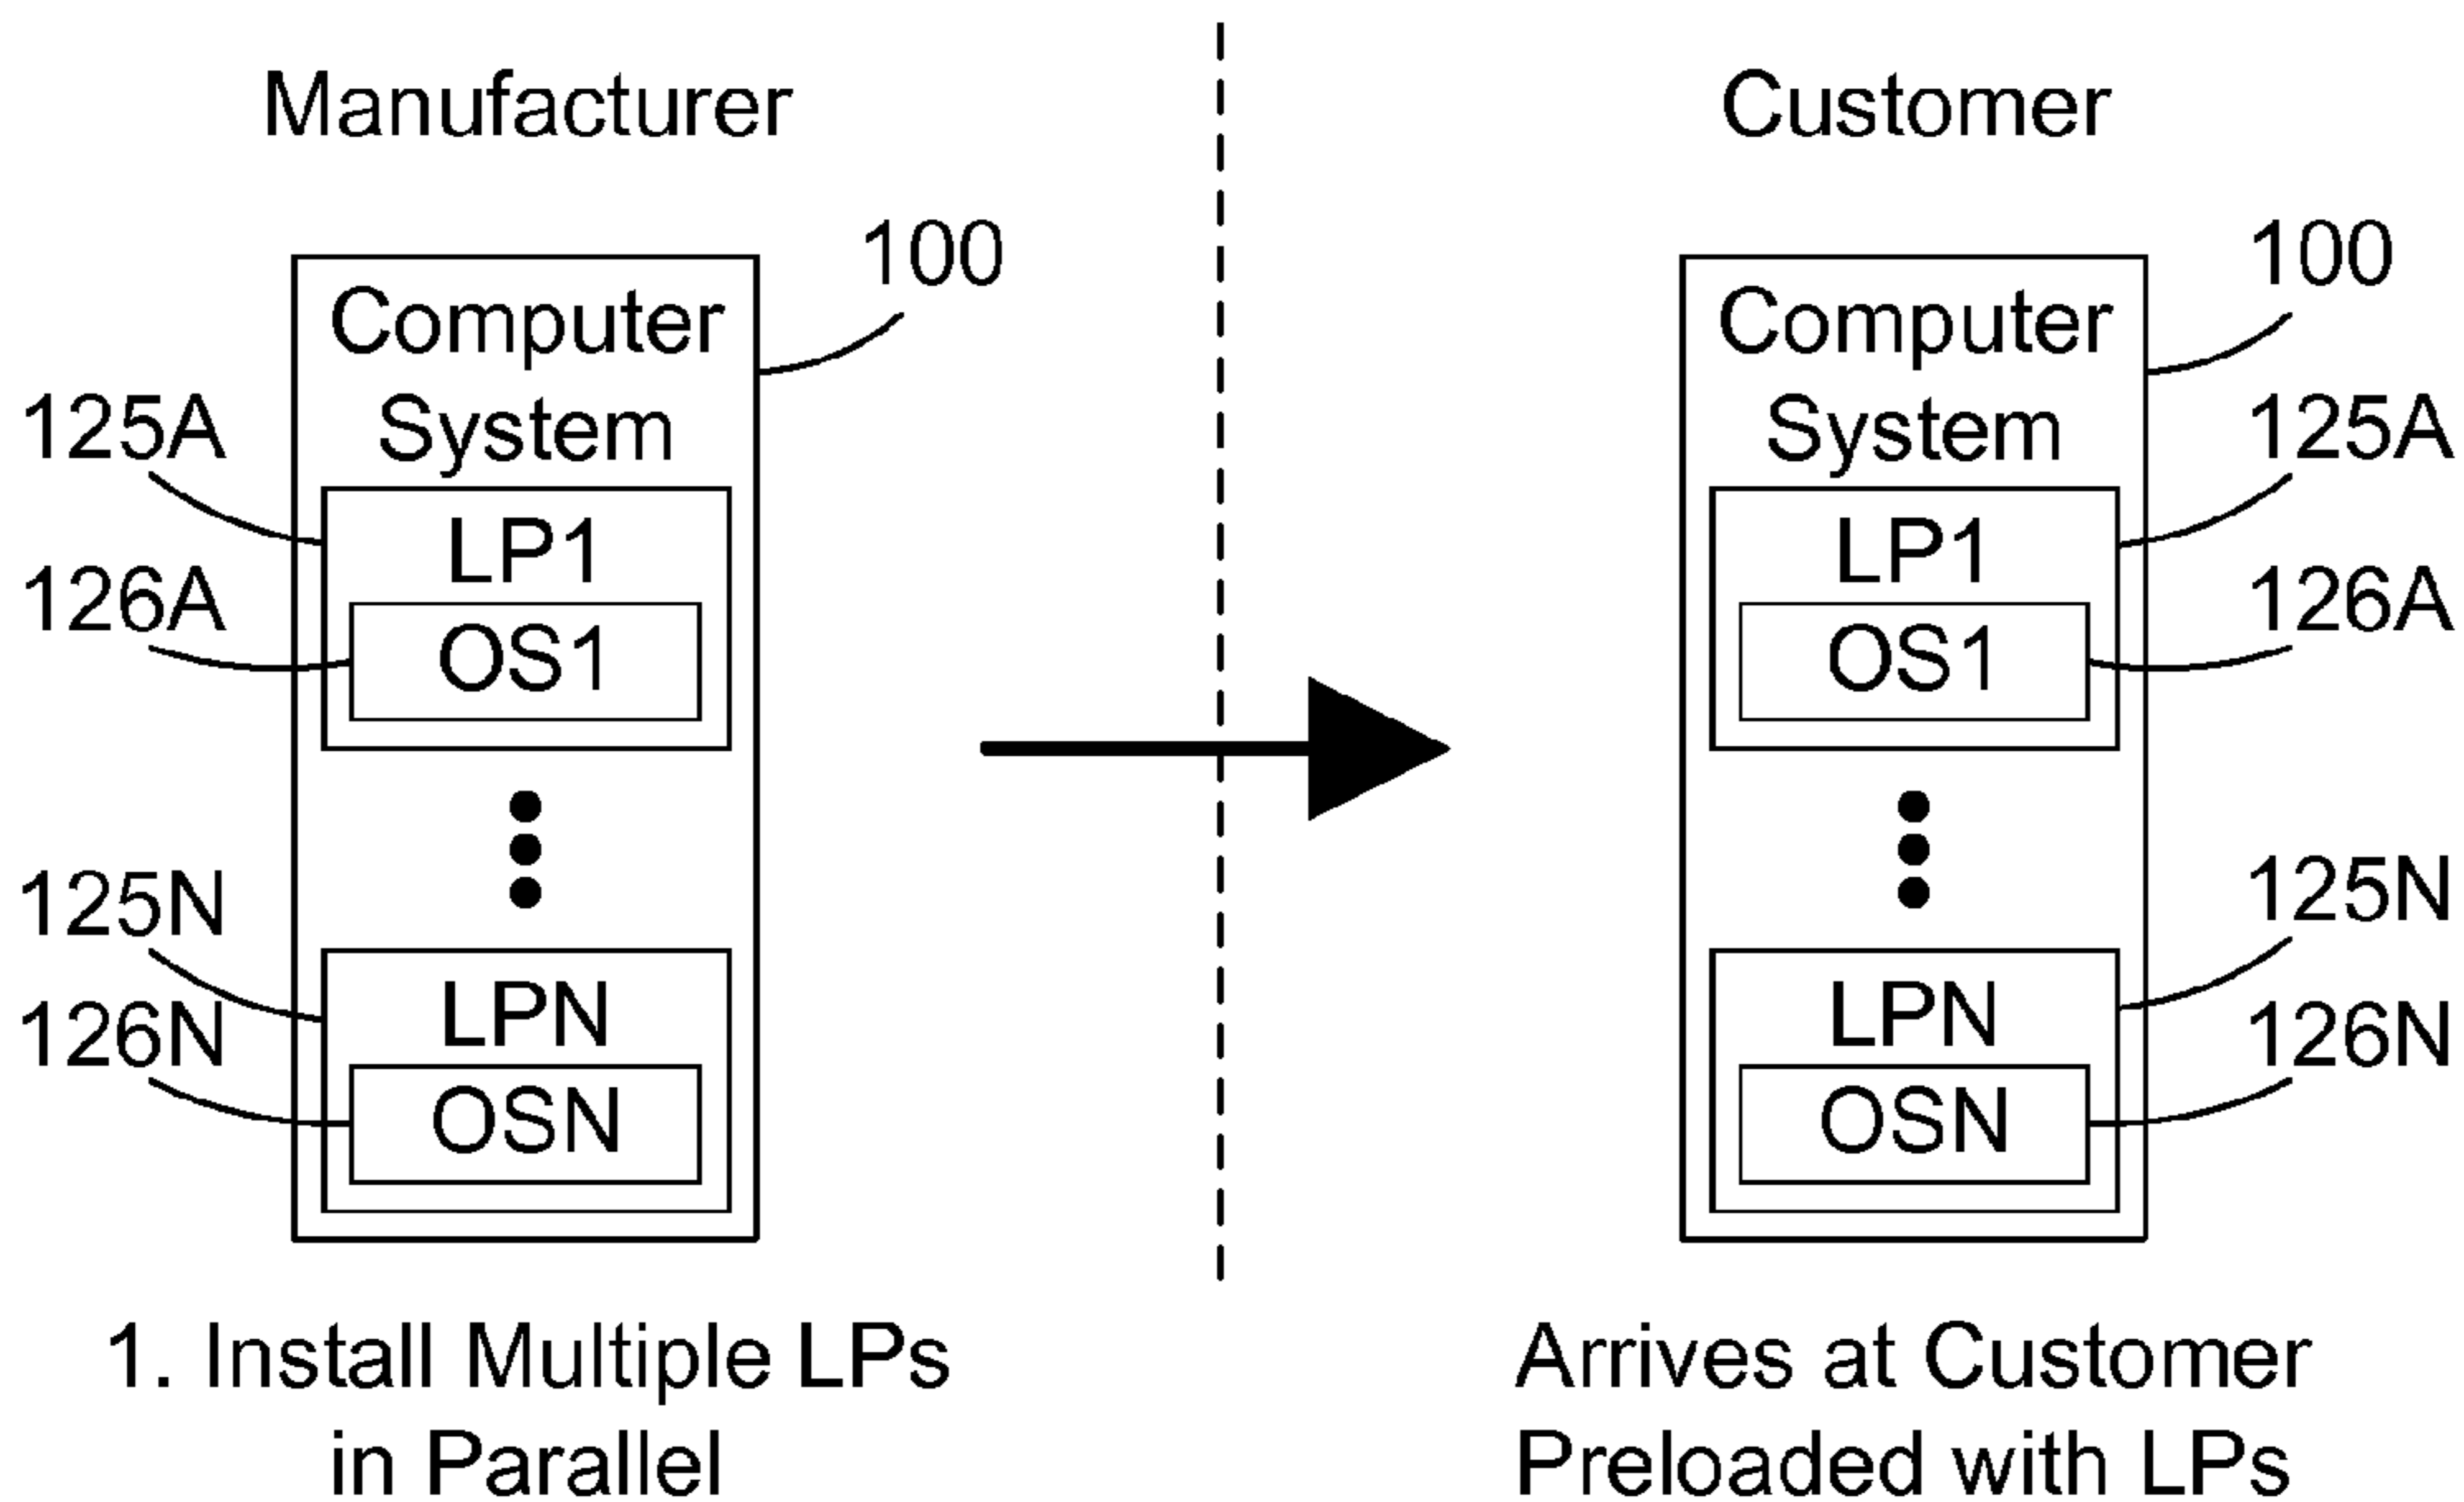 Manufacturer
100
Computer
System
125A
LP1
126A
OS1
125N
LPN
126N
OSN
1. Install Multiple LPs
in Parallel
Customer
100
Computer
System
125A
LP1
126A
OS1
125N
LPN
126N
OSN
Arrives at Customer
Preloaded with LPs